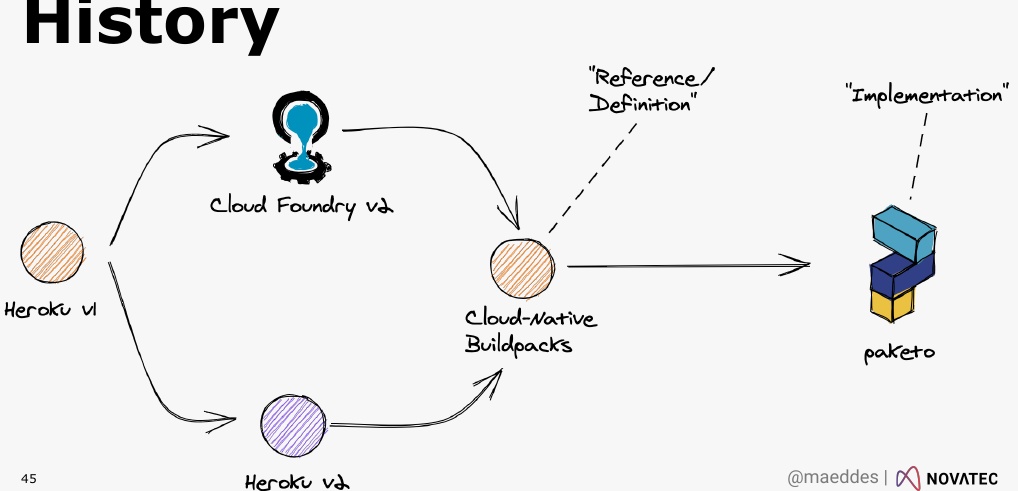 History
"Reference/
Definition"
"Implementation"
Cloud Foundry v2
Heroku v1
Cloud-Native
Buildpacks
paketo
Heroku v2
45
@maeddes | NOVATEC